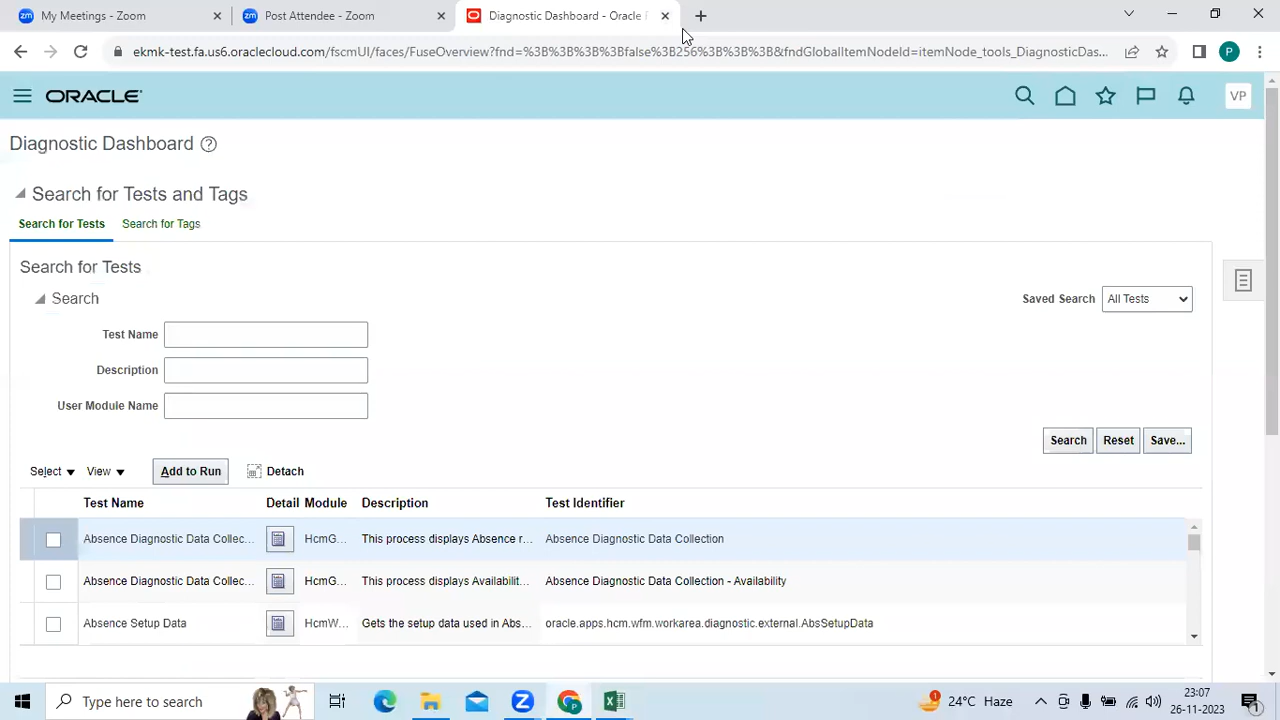 My Meetings - Zoom
Post Attendee - Zoom
Diagnostic Dashboard - Oracle
ekmk-test.fa.us6.oraclecloud.com/fscmUI/faces/FuseOverview?fnd=%3B%3B%3B%3Bfalse%3B256%3B%3B%3B&fndGlobalItemNodeId=itemNode_tools_DiagnosticDas...
P
ORACLE
VP
Diagnostic Dashboard ?
Search for Tests and Tags
Search for Tests Search for Tags
Search for Tests
Search
Saved Search All Tests
Test Name
Description
User Module Name
Search Reset Save...
Select View Add to Run Detach
Test Name Detail Module Description Test Identifier
Absence Diagnostic Data Collec... HcmG... This process displays Absence r... Absence Diagnostic Data Collection
Absence Diagnostic Data Collec... HcmG... This process displays Availabilit... Absence Diagnostic Data Collection - Availability
Absence Setup Data HcmW... Gets the setup data used in Abs... oracle.apps.hcm.wfm.workarea.diagnostic.external.AbsSetupData
Type here to search
1 24°C Haze
23:07
26-11-2023
1